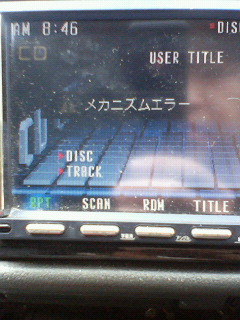 AM 8:46
DIS
CD
USER TITLE
メカニズムエラー
DISC
TRACK
RPT SCAN RDM TITLE